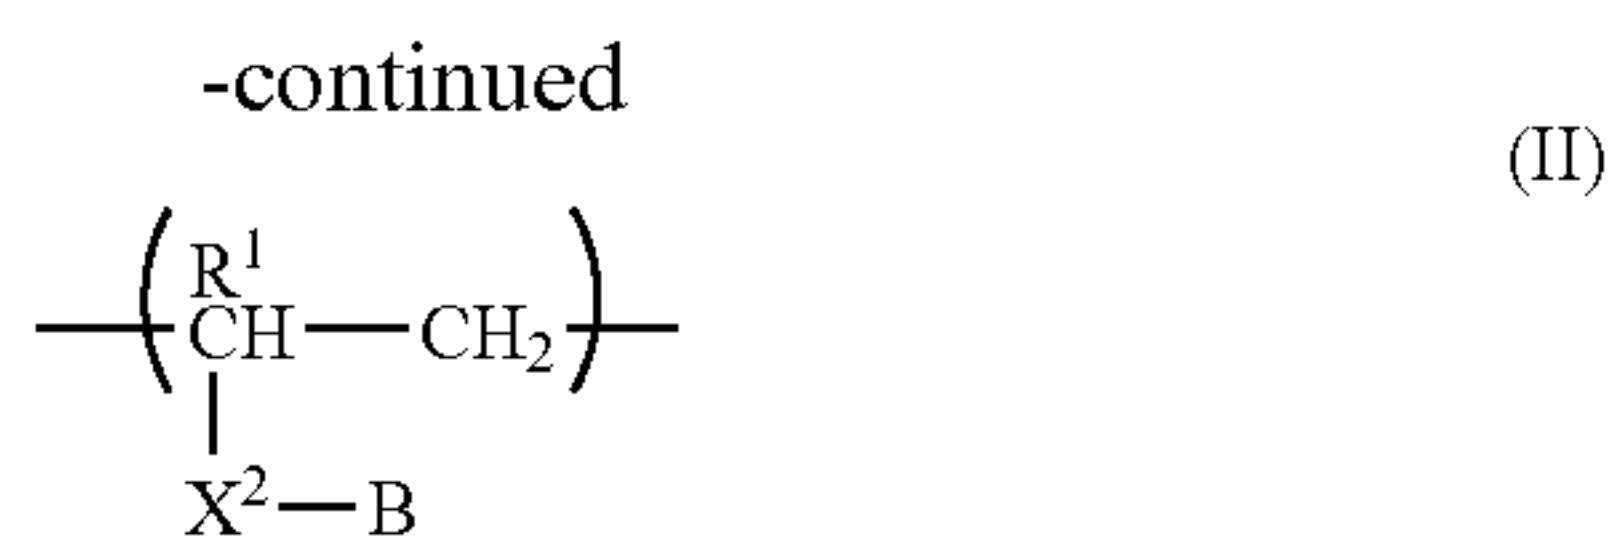 -continued
(II)
R¹
CH—CH₂
X²—B